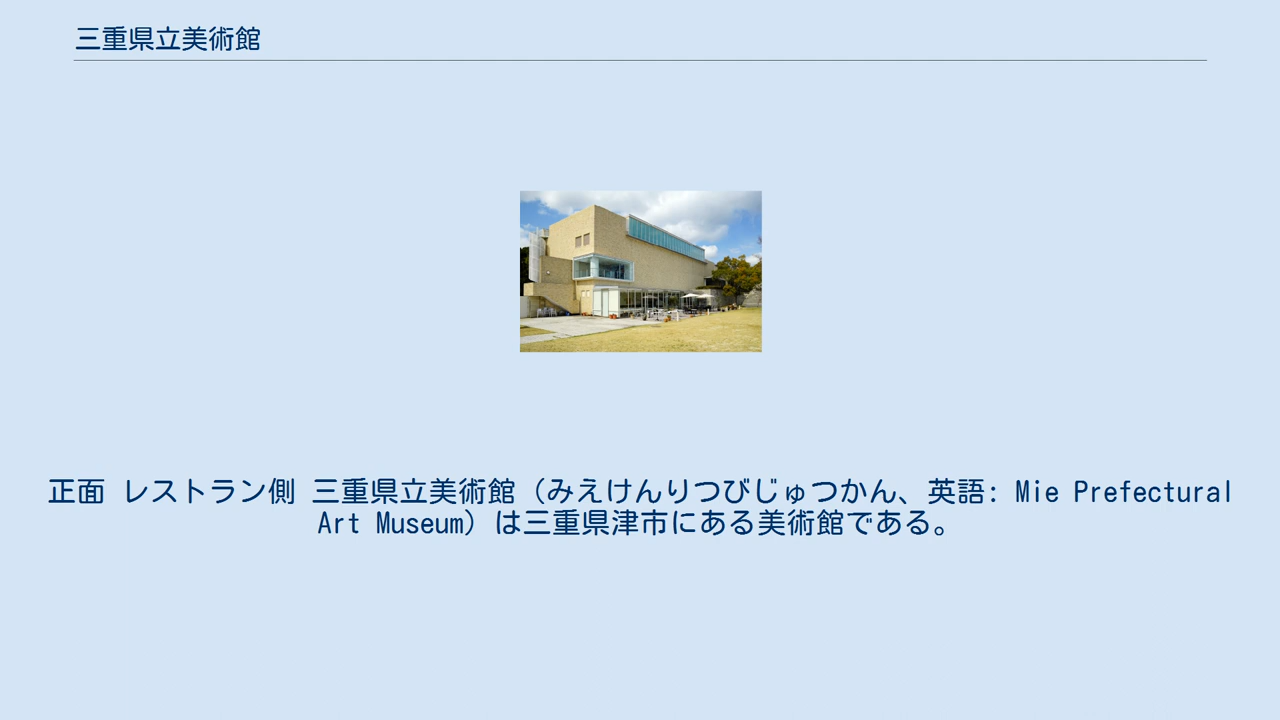 三重県立美術館
正面 レストラン側 三重県立美術館（みえけんりつびじゅつかん、英語: Mie Prefectural
Art Museum）は三重県津市にある美術館である。